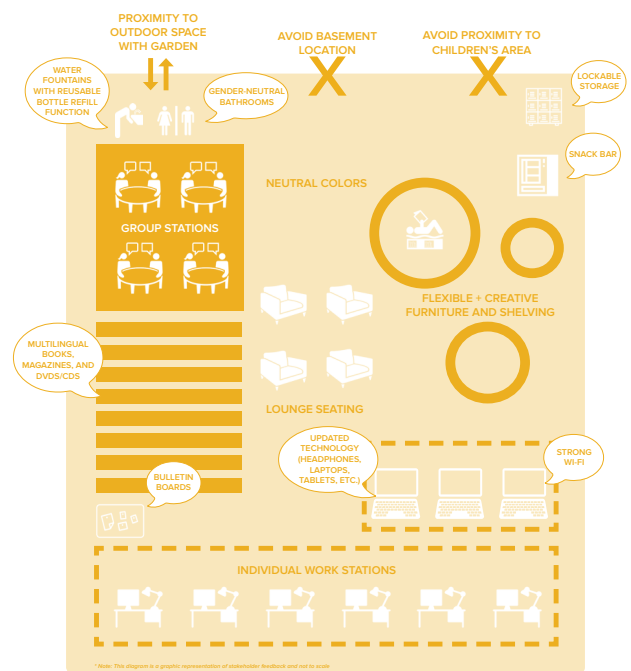 PROXIMITY TO
OUTDOOR SPACE
WITH GARDEN
AVOID BASEMENT
LOCATION
AVOID PROXIMITY TO
CHILDREN'S AREA
WATER
FOUNTAINS
WITH REUSABLE
BOTTLE REFILL
FUNCTION
GENDER-NEUTRAL
BATHROOMS
LOCKABLE
STORAGE
SNACK BAR
NEUTRAL COLORS
GROUP STATIONS
FLEXIBLE + CREATIVE
FURNITURE AND SHELVING
MULTILINGUAL
BOOKS,
MAGAZINES, AND
DVDS/CDS
LOUNGE SEATING
UPDATED
TECHNOLOGY
(HEADPHONES,
LAPTOPS,
TABLETS, ETC.)
STRONG
WI-FI
BULLETIN
BOARDS
INDIVIDUAL WORK STATIONS
* Note: This diagram is a graphic representation of stakeholder feedback and not to scale